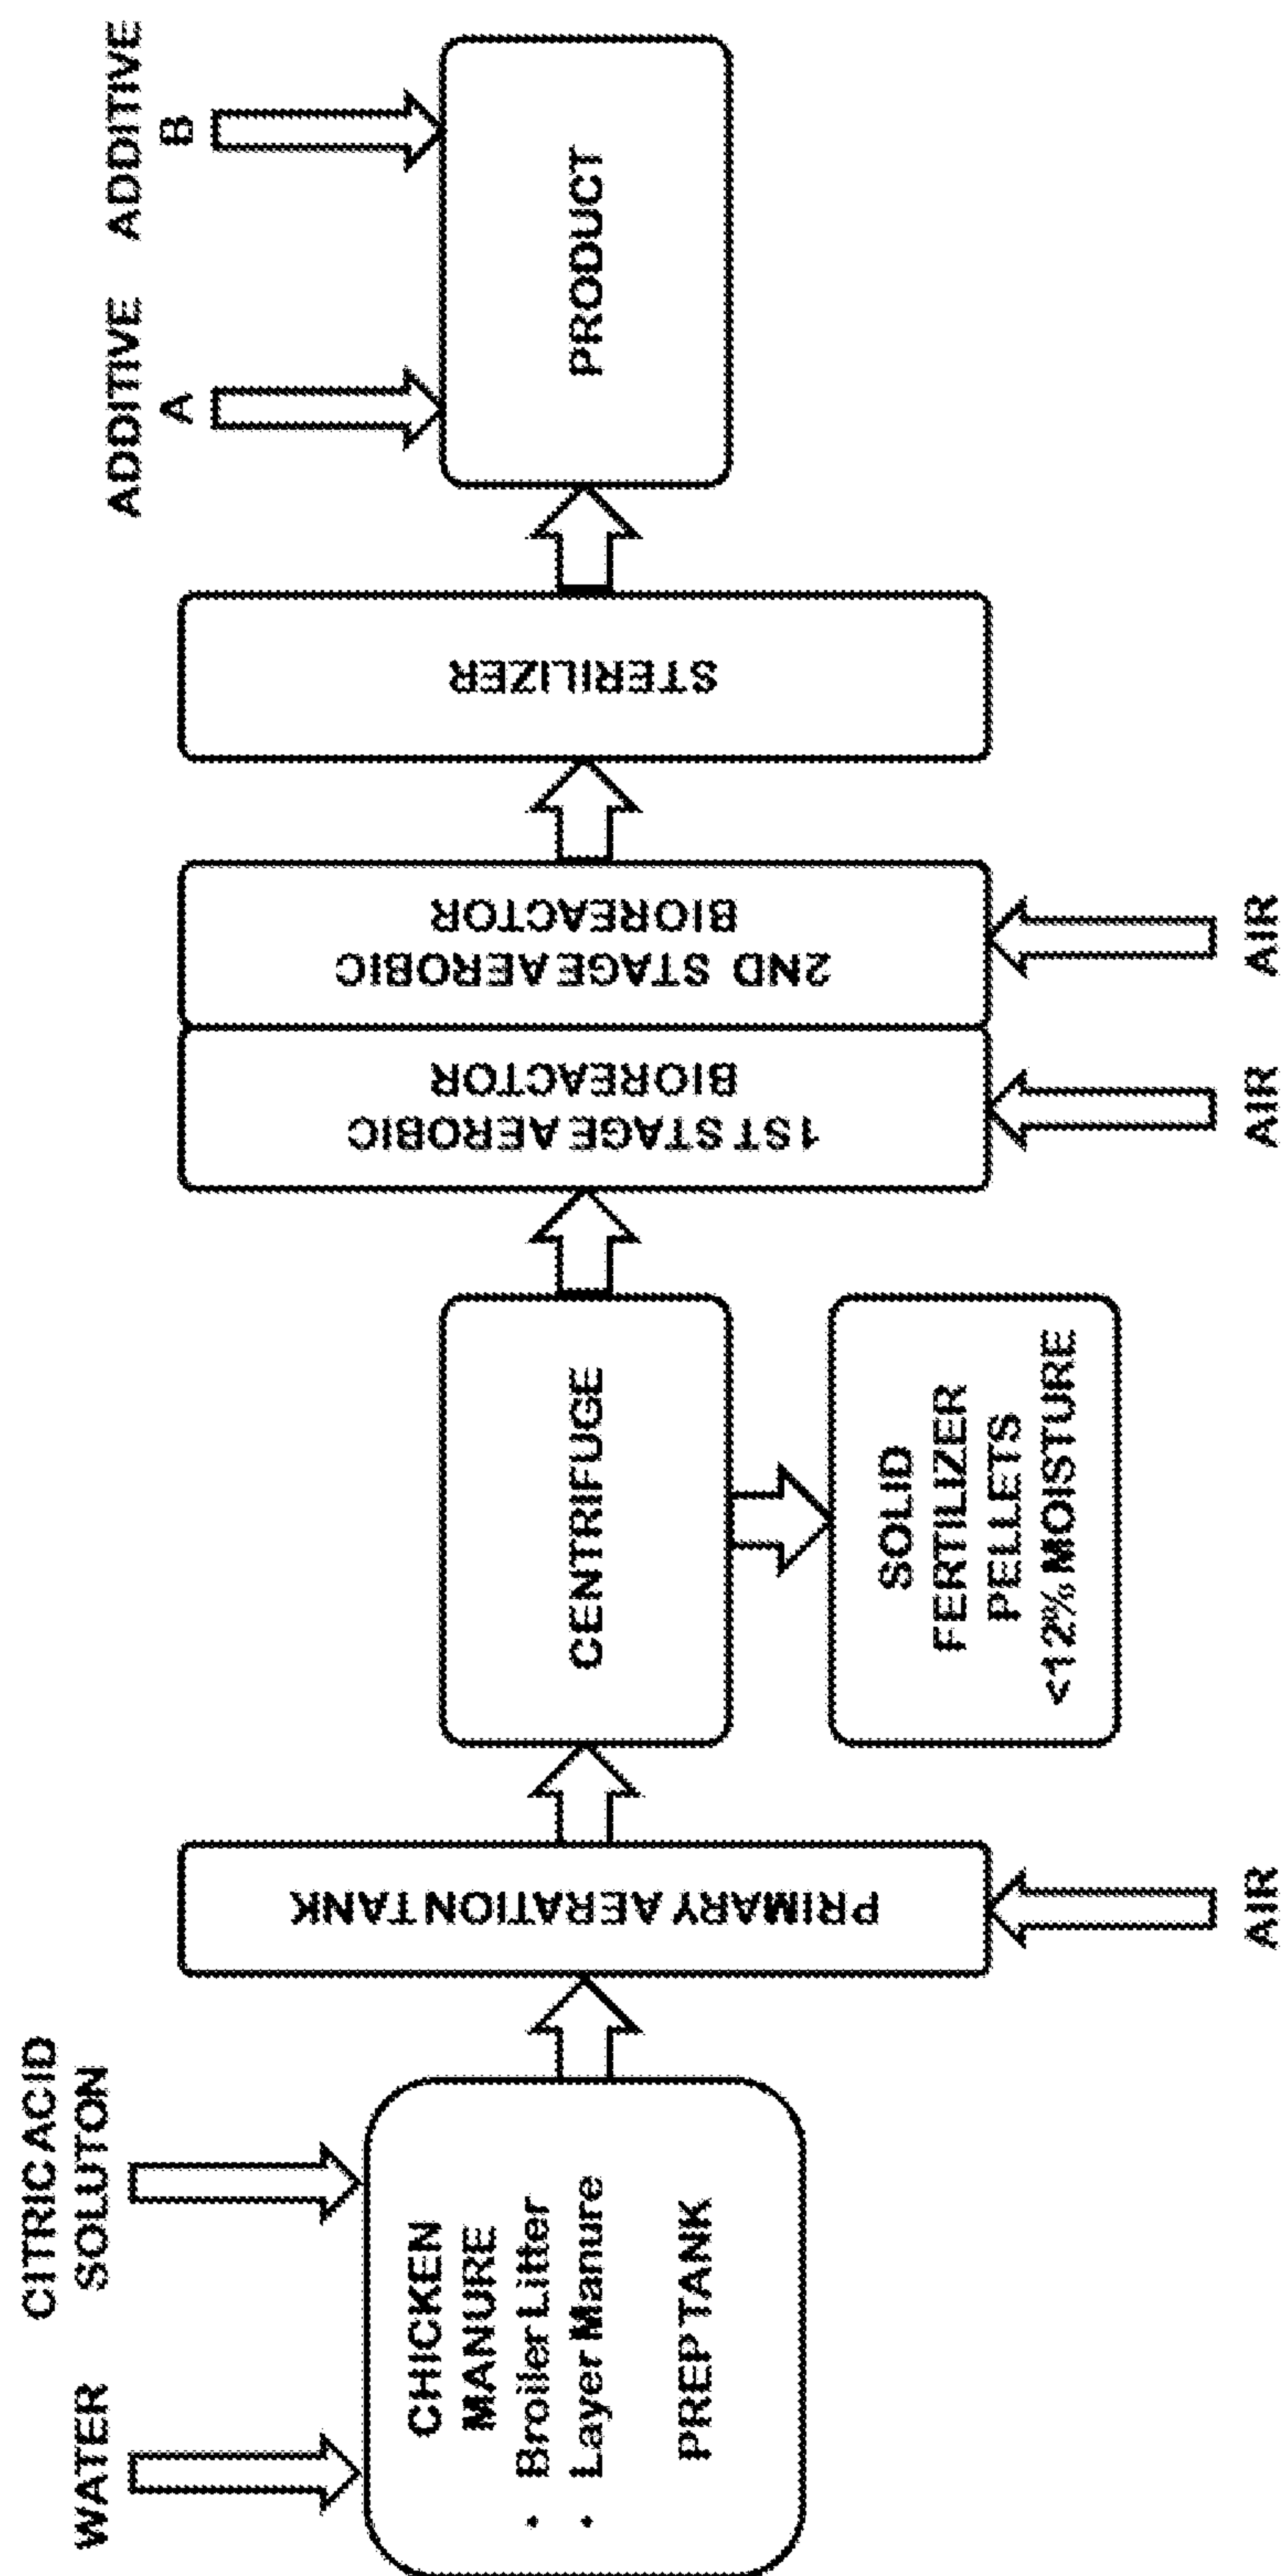 WATER
CITRIC ACID
SOLUTON
CHICKEN
MANURE
• Broiler Litter
• Layer Manure
PREP TANK
PRIMARY AERATION TANK
AIR
CENTRIFUGE
SOLID
FERTILIZER
PELLETS
<12% MOISTURE
1ST STAGE AEROBIC
BIOREACTOR
AIR
2ND STAGE AEROBIC
BIOREACTOR
AIR
STERILIZER
ADDITIVE
A
ADDITIVE
B
PRODUCT